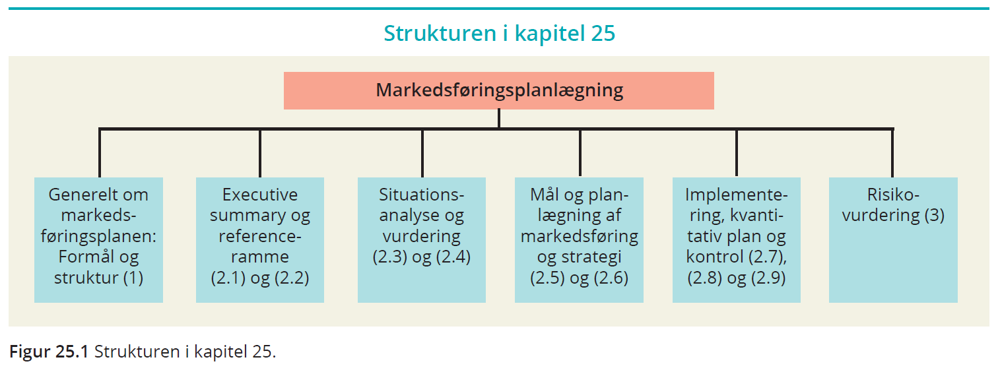 Strukturen i kapitel 25
Markedsføringsplanlægning
Generelt om
markeds-
føringsplanen:
Formål og
struktur (1)
Executive
summary og
reference-
ramme
(2.1) og (2.2)
Situations-
analyse og
vurdering
(2.3) og (2.4)
Mål og plan-
lægning af
markedsføring
og strategi
(2.5) og (2.6)
Implemente-
ring, kvanti-
tativ plan og
kontrol (2.7),
(2.8) og (2.9)
Risiko-
vurdering (3)
Figur 25.1 Strukturen i kapitel 25.